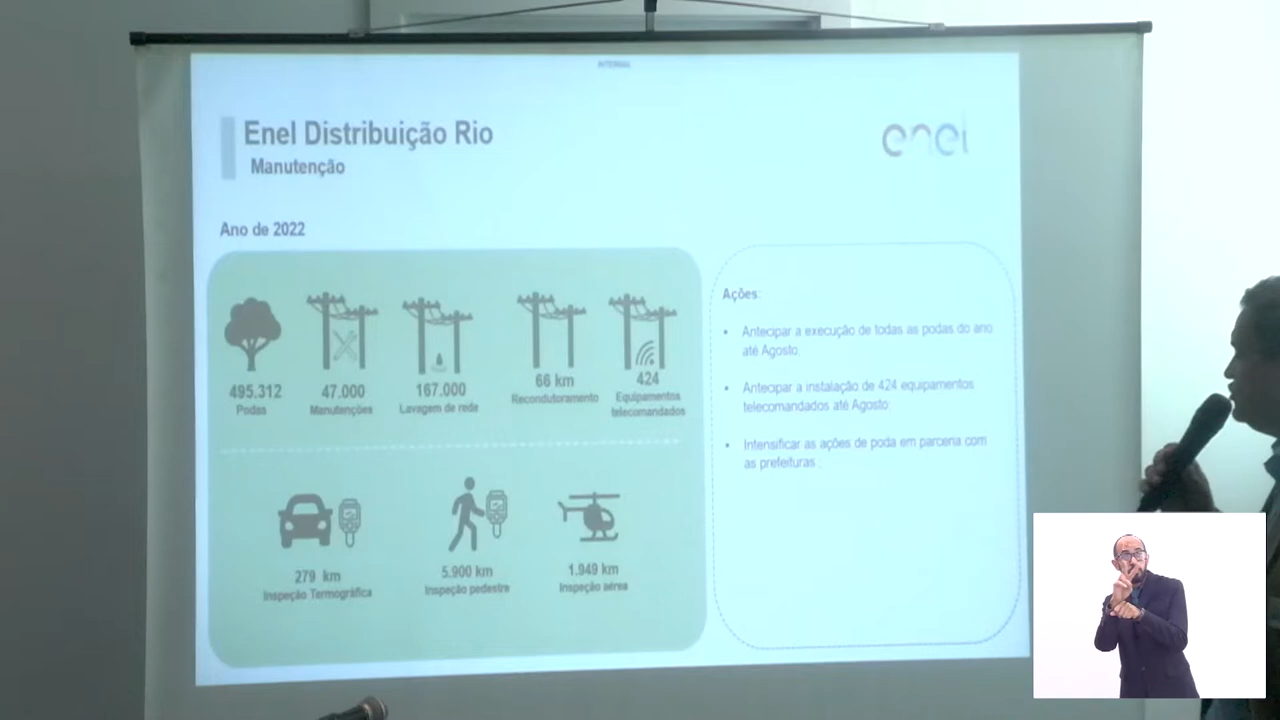 INTERNAL
Enel Distribuição Rio
Manutenção
enel
Ano de 2022
495.312
Podas
47.000
Manutenções
167.000
Lavagem de rede
66 km
Recondutoramento
424
Equipamentos
telecomandados
279 km
Inspeção Termográfica
5.900 km
Inspeção pedestre
1.949 km
Inspeção aérea
Ações:
• Antecipar a execução de todas as podas do ano
até Agosto;
• Antecipar a instalação de 424 equipamentos
telecomandados até Agosto;
• Intensificar as ações de poda em parceria com
as prefeituras ;